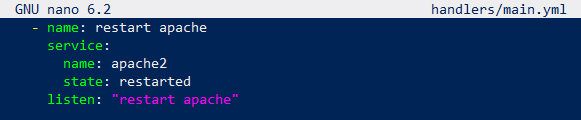 GNU nano 6.2 handlers/main.yml
- name: restart apache
service:
name: apache2
state: restarted
listen: "restart apache"